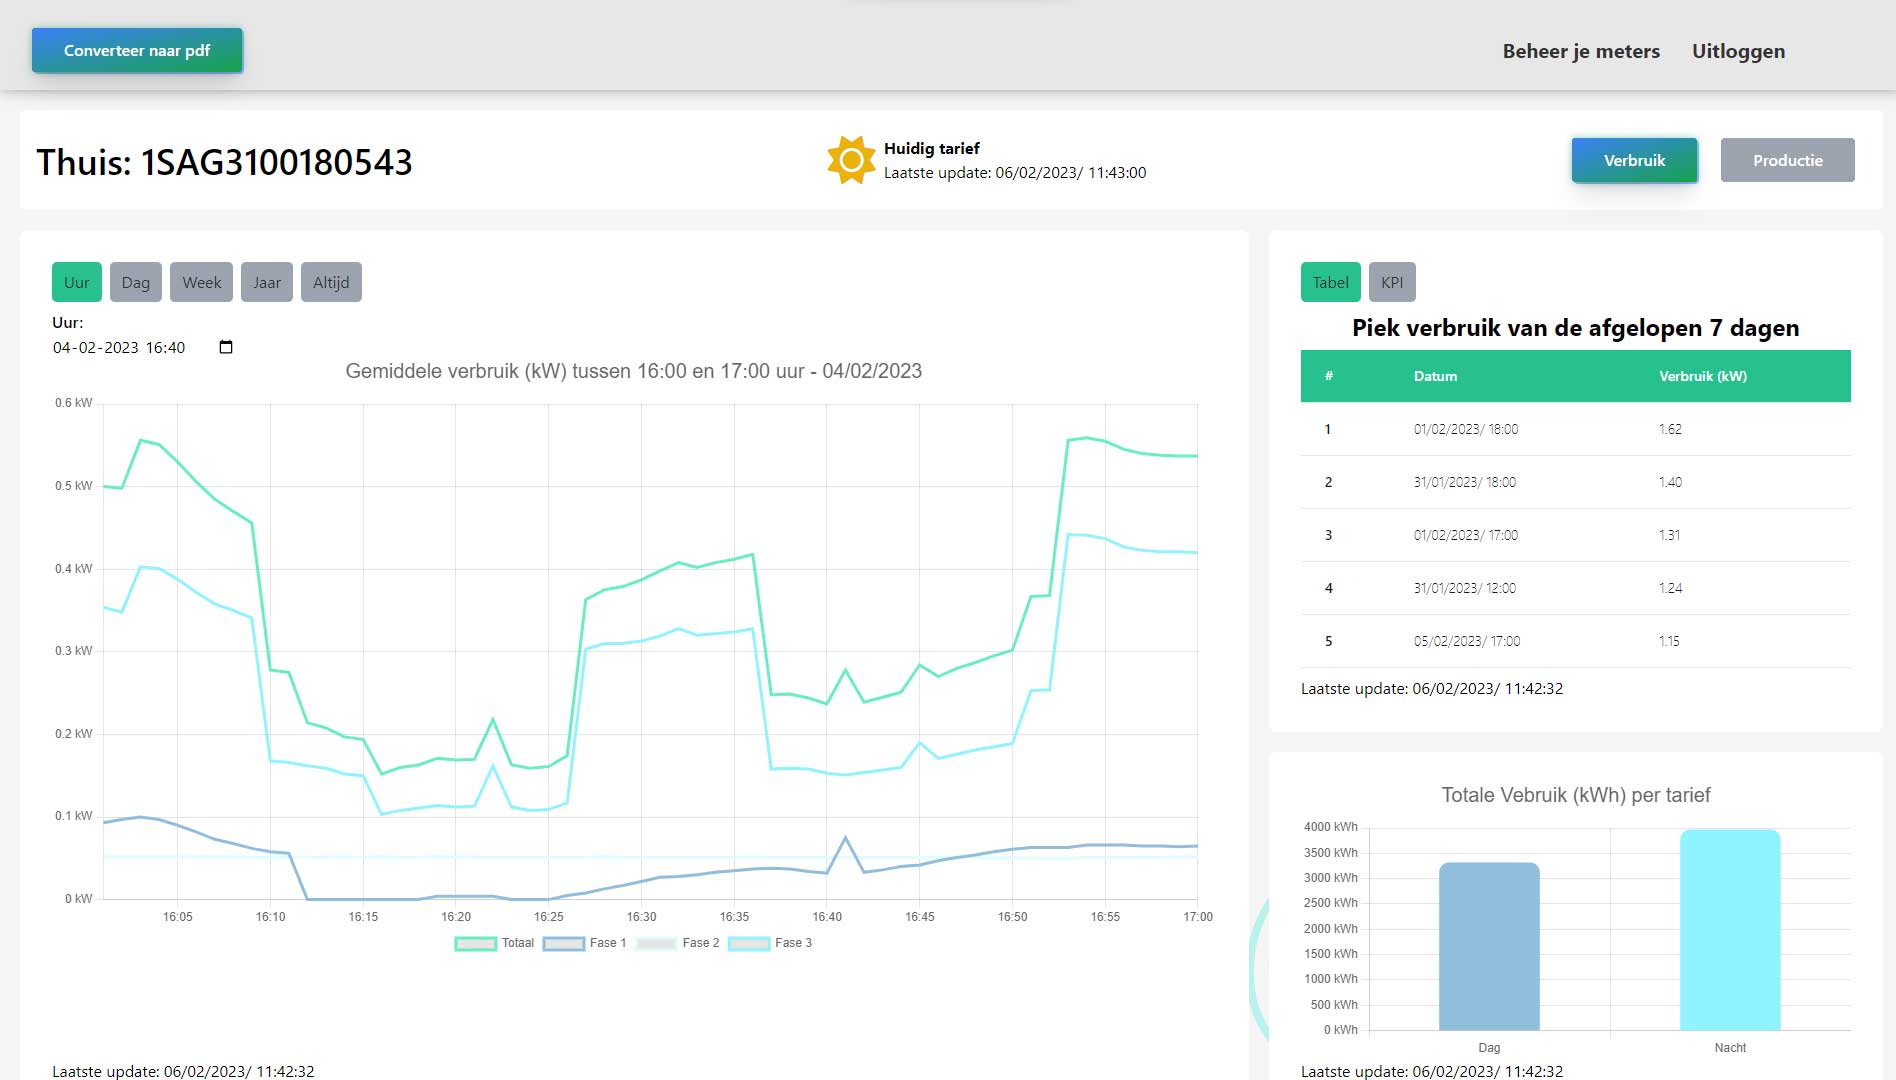 Converteer naar pdf
Beheer je meters Uitloggen
Thuis: 1SAG3100180543
Huidig tarief
Laatste update: 06/02/2023/ 11:43:00
Verbruik Productie
Uur Dag Week Jaar Altijd
Uur:
04-02-2023 16:40
Gemiddele verbruik (kW) tussen 16:00 en 17:00 uur - 04/02/2023
0.6 kW
0.5 kW
0.4 kW
0.3 kW
0.2 kW
0.1 kW
0 kW
16:05 16:10 16:15 16:20 16:25 16:30 16:35 16:40 16:45 16:50 16:55 17:00
Totaal Fase 1 Fase 2 Fase 3
Laatste update: 06/02/2023/ 11:42:32
Tabel KPI
Piek verbruik van de afgelopen 7 dagen
# Datum Verbruik (kW)
1 01/02/2023/ 18:00 1.62
2 31/01/2023/ 18:00 1.40
3 01/02/2023/ 17:00 1.31
4 31/01/2023/ 12:00 1.24
5 05/02/2023/ 17:00 1.15
Laatste update: 06/02/2023/ 11:42:32
Totale Vebruik (kWh) per tarief
4000 kWh
3500 kWh
3000 kWh
2500 kWh
2000 kWh
1500 kWh
1000 kWh
500 kWh
0 kWh
Dag Nacht
Laatste update: 06/02/2023/ 11:42:32